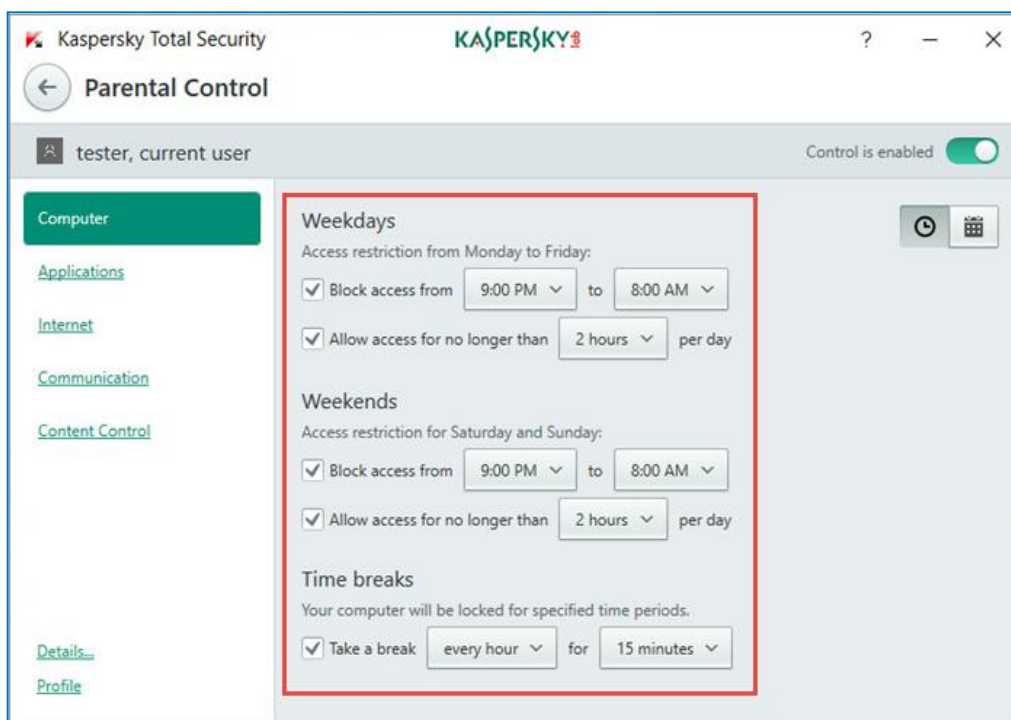 Kaspersky Total Security
KASPERSKY lab
?
Parental Control
tester, current user
Control is enabled
Computer
Applications
Internet
Communication
Content Control
Details...
Profile
Weekdays
Access restriction from Monday to Friday:
Block access from 9:00 PM to 8:00 AM
Allow access for no longer than 2 hours per day
Weekends
Access restriction for Saturday and Sunday:
Block access from 9:00 PM to 8:00 AM
Allow access for no longer than 2 hours per day
Time breaks
Your computer will be locked for specified time periods.
Take a break every hour for 15 minutes